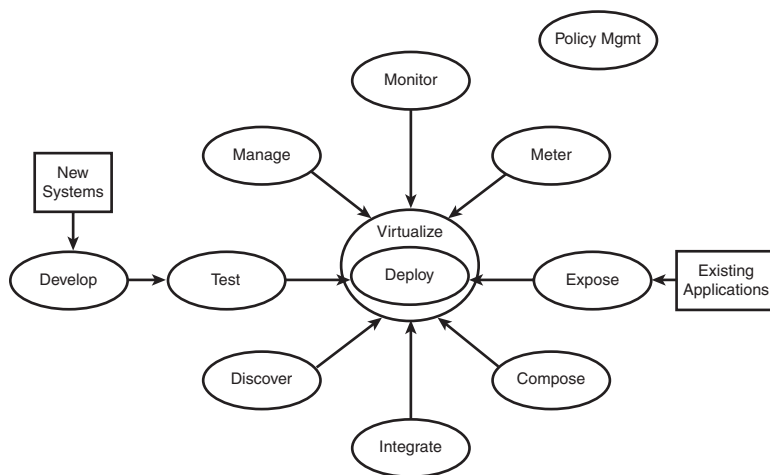 Policy Mgmt
Monitor
Manage
Meter
New
Systems
Virtualize
Develop
Test
Deploy
Expose
Existing
Applications
Discover
Compose
Integrate